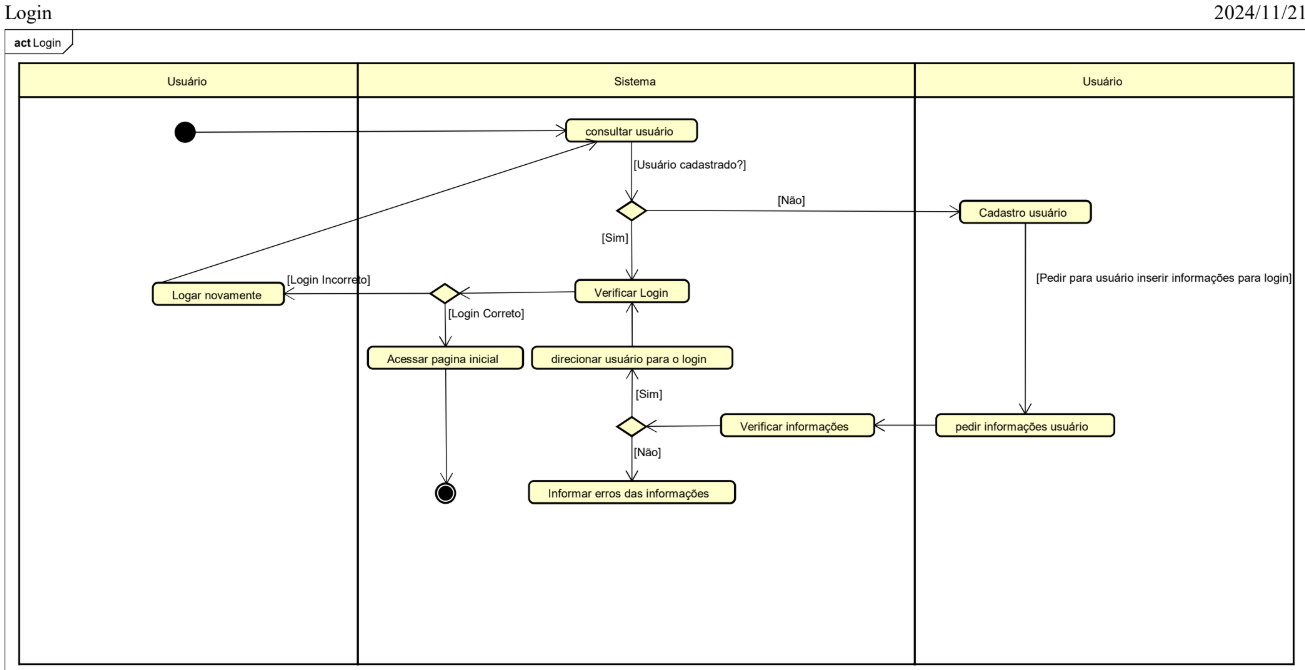 Login
2024/11/21
act Login
Usuário
Sistema
Usuário
consultar usuário
[Usuário cadastrado?]
[Não]
Cadastro usuário
[Sim]
[Pedir para usuário inserir informações para login]
[Login Incorreto]
Logar novamente
Verificar Login
[Login Correto]
Acessar pagina inicial
direcionar usuário para o login
[Sim]
Verificar informações
pedir informações usuário
[Não]
Informar erros das informações